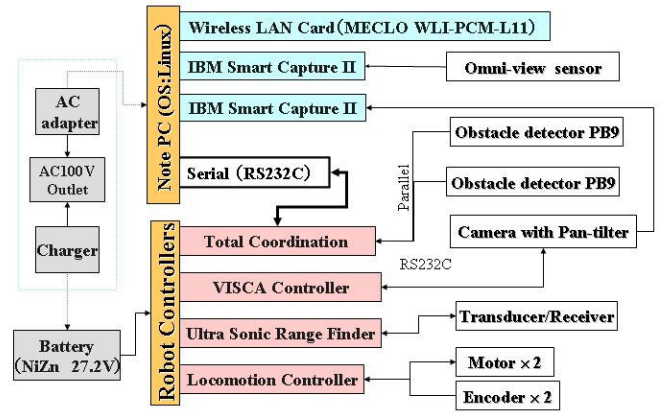 Wireless LAN Card(MECLO WLI-PCM-L11)
IBM Smart Capture II
Omni-view sensor
IBM Smart Capture II
Note PC (OS:Linux)
AC
adapter
Obstacle detector PB9
AC100V
Outlet
Serial (RS232C)
Parallel
Obstacle detector PB9
Charger
Total Coordination
Camera with Pan-tilter
RS232C
VISCA Controller
Robot Controllers
Ultra Sonic Range Finder
Transducer/Receiver
Battery
(NiZn 27.2V)
Locomotion Controller
Motor × 2
Encoder × 2